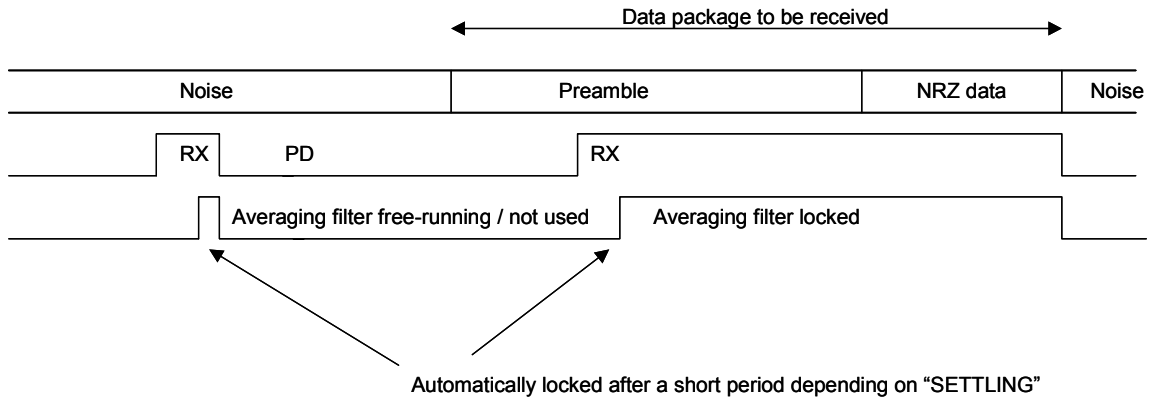 Data package to be received
Noise
Preamble
NRZ data
Noise
RX
PD
RX
Averaging filter free-running / not used
Averaging filter locked
Automatically locked after a short period depending on “SETTLING”